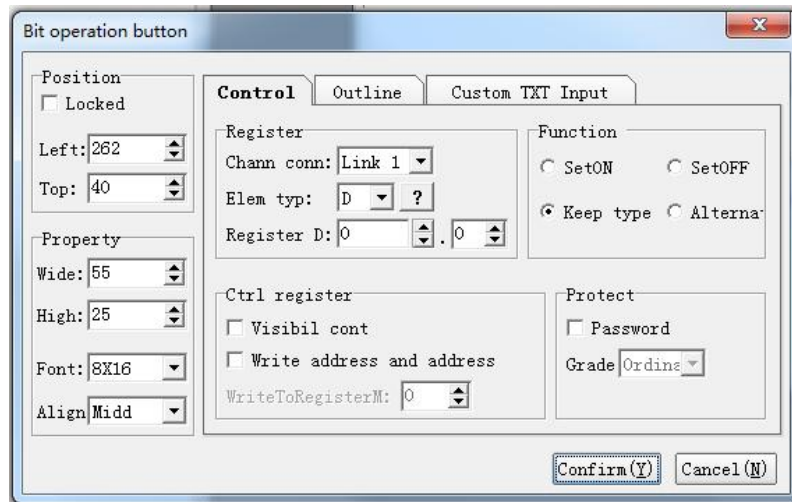 Bit operation button
Position
Locked
Left: 262
Top: 40
Property
Wide: 55
High: 25
Font: 8X16
Align Midd
Control
Outline
Custom TXT Input
Register
Chann conn: Link 1
Elem typ: D ?
Register D: 0 . 0
Function
SetON
SetOFF
Keep type
Alterna
Ctrl register
Visibil cont
Write address and address
WriteToRegisterM: 0
Protect
Password
Grade Ordina
Confirm(Y)
Cancel(N)